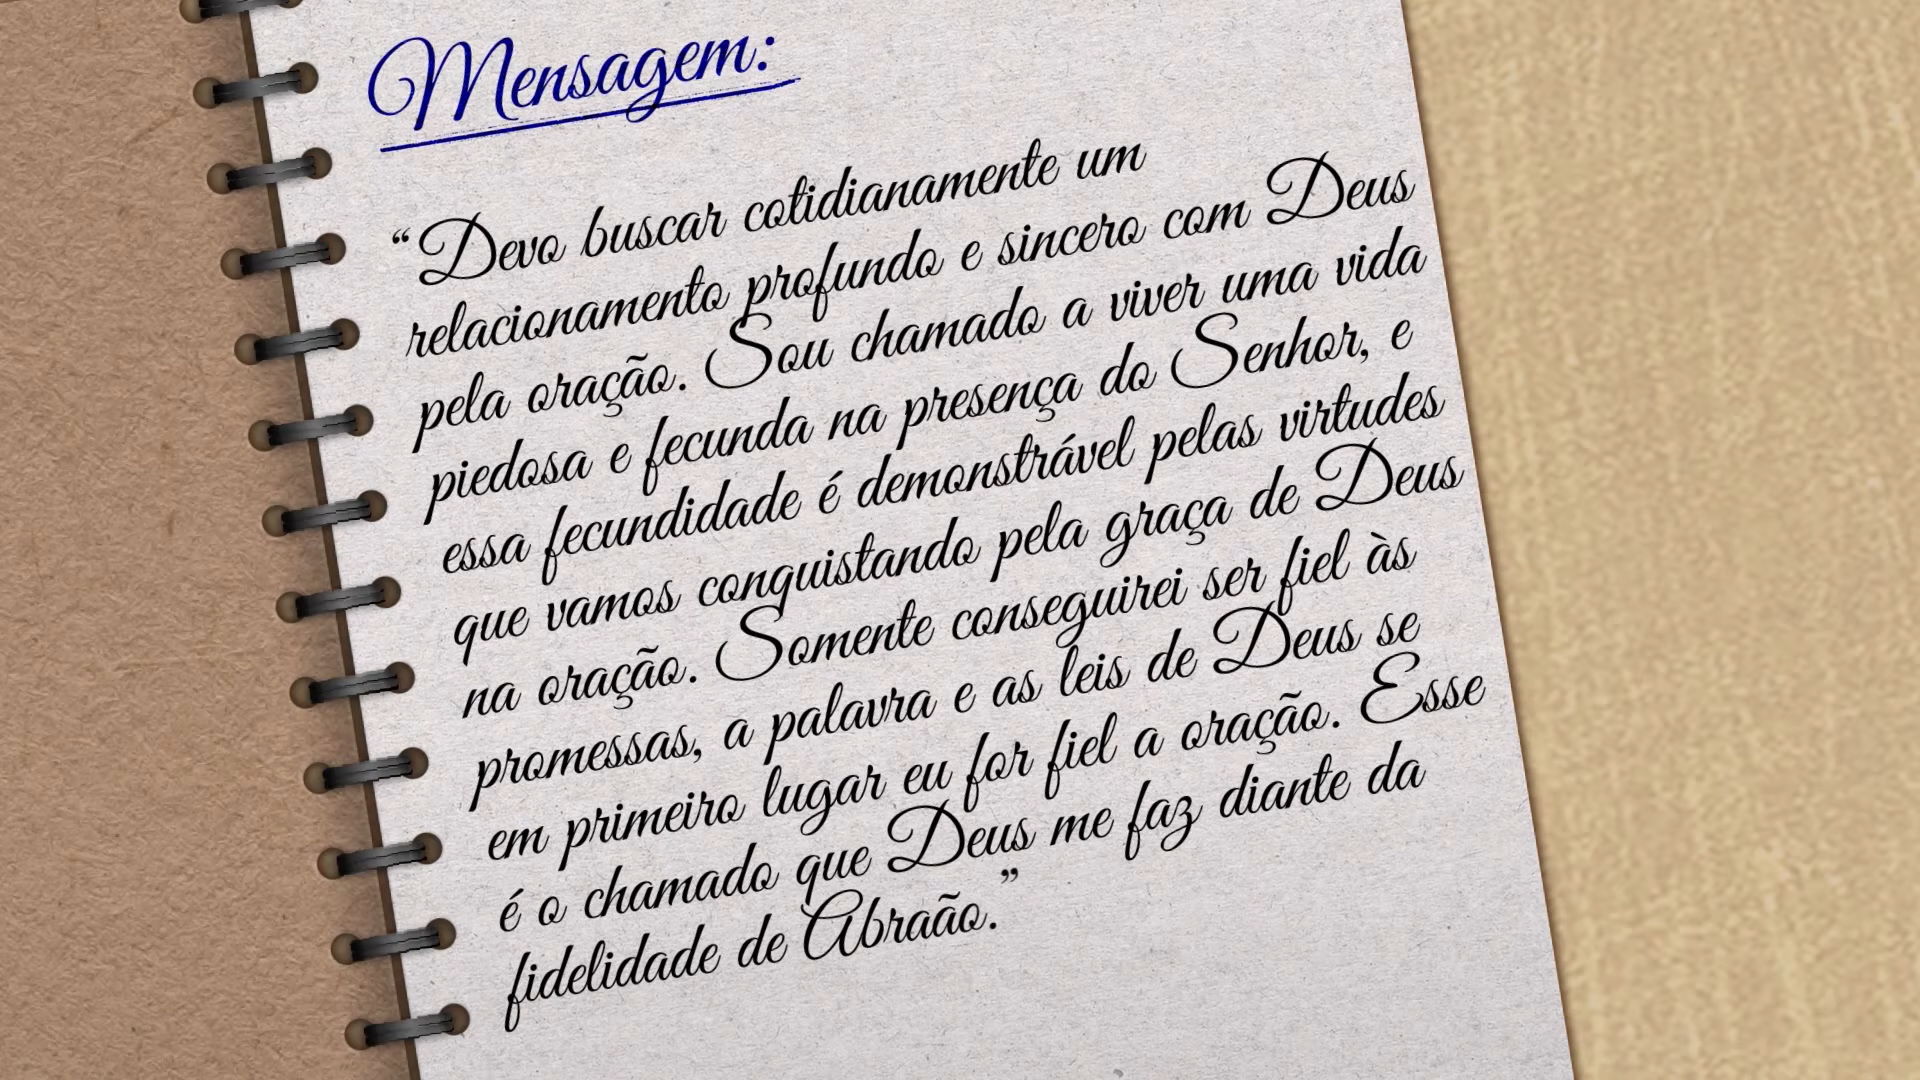 Mensagem:
“Devo buscar cotidianamente um
relacionamento profundo e sincero com Deus
pela oração. Sou chamado a viver uma vida
piedosa e fecunda na presença do Senhor, e
essa fecundidade é demonstrável pelas virtudes
que vamos conquistando pela graça de Deus
na oração. Somente conseguirei ser fiel às
promessas, a palavra e as leis de Deus se
em primeiro lugar eu for fiel a oração. Esse
é o chamado que Deus me faz diante da
fidelidade de Abraão.”